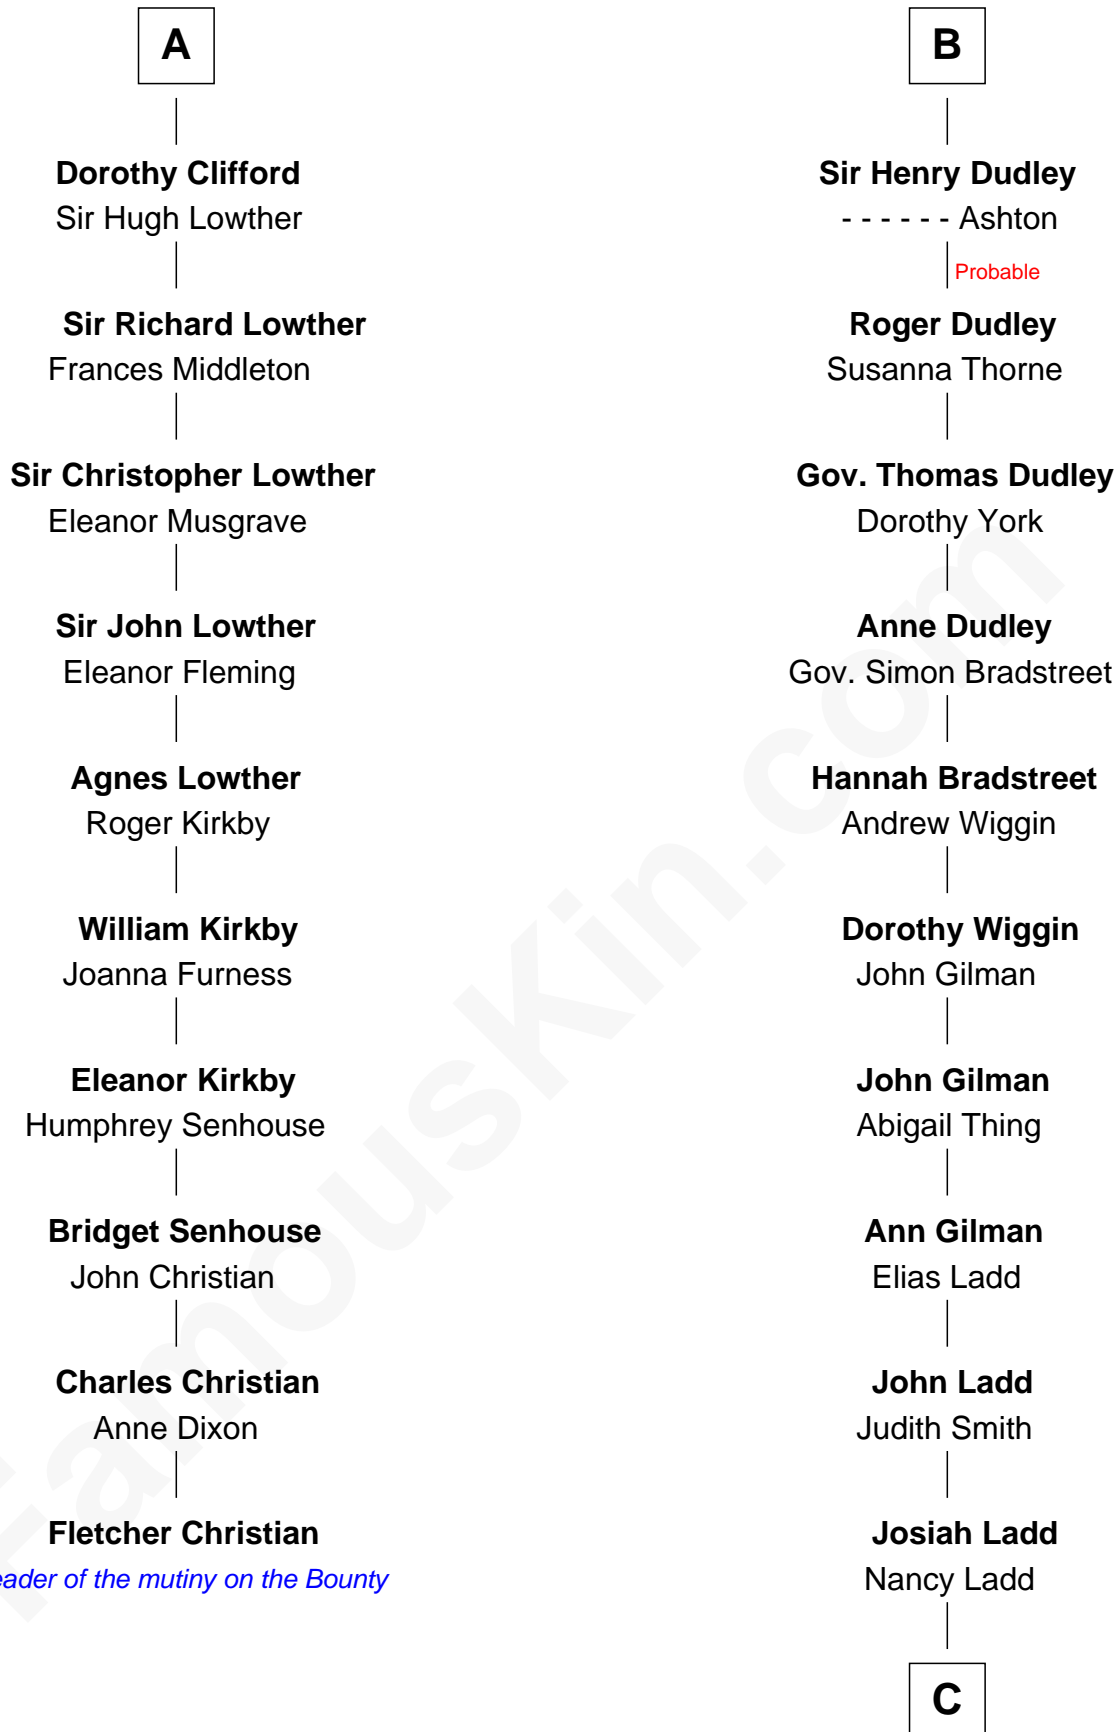 A
Dorothy Clifford
Sir Hugh Lowther
Sir Richard Lowther
Frances Middleton
Sir Christopher Lowther
Eleanor Musgrave
Sir John Lowther
Eleanor Fleming
Agnes Lowther
Roger Kirkby
William Kirkby
Joanna Furness
Eleanor Kirkby
Humphrey Senhouse
Bridget Senhouse
John Christian
Charles Christian
Anne Dixon
Fletcher Christian
eader of the mutiny on the Bounty
B
Sir Henry Dudley
- - - - - - Ashton
Probable
Roger Dudley
Susanna Thorne
Gov. Thomas Dudley
Dorothy York
Anne Dudley
Gov. Simon Bradstreet
Hannah Bradstreet
Andrew Wiggin
Dorothy Wiggin
John Gilman
John Gilman
Abigail Thing
Ann Gilman
Elias Ladd
John Ladd
Judith Smith
Josiah Ladd
Nancy Ladd
C
FamousKin.com